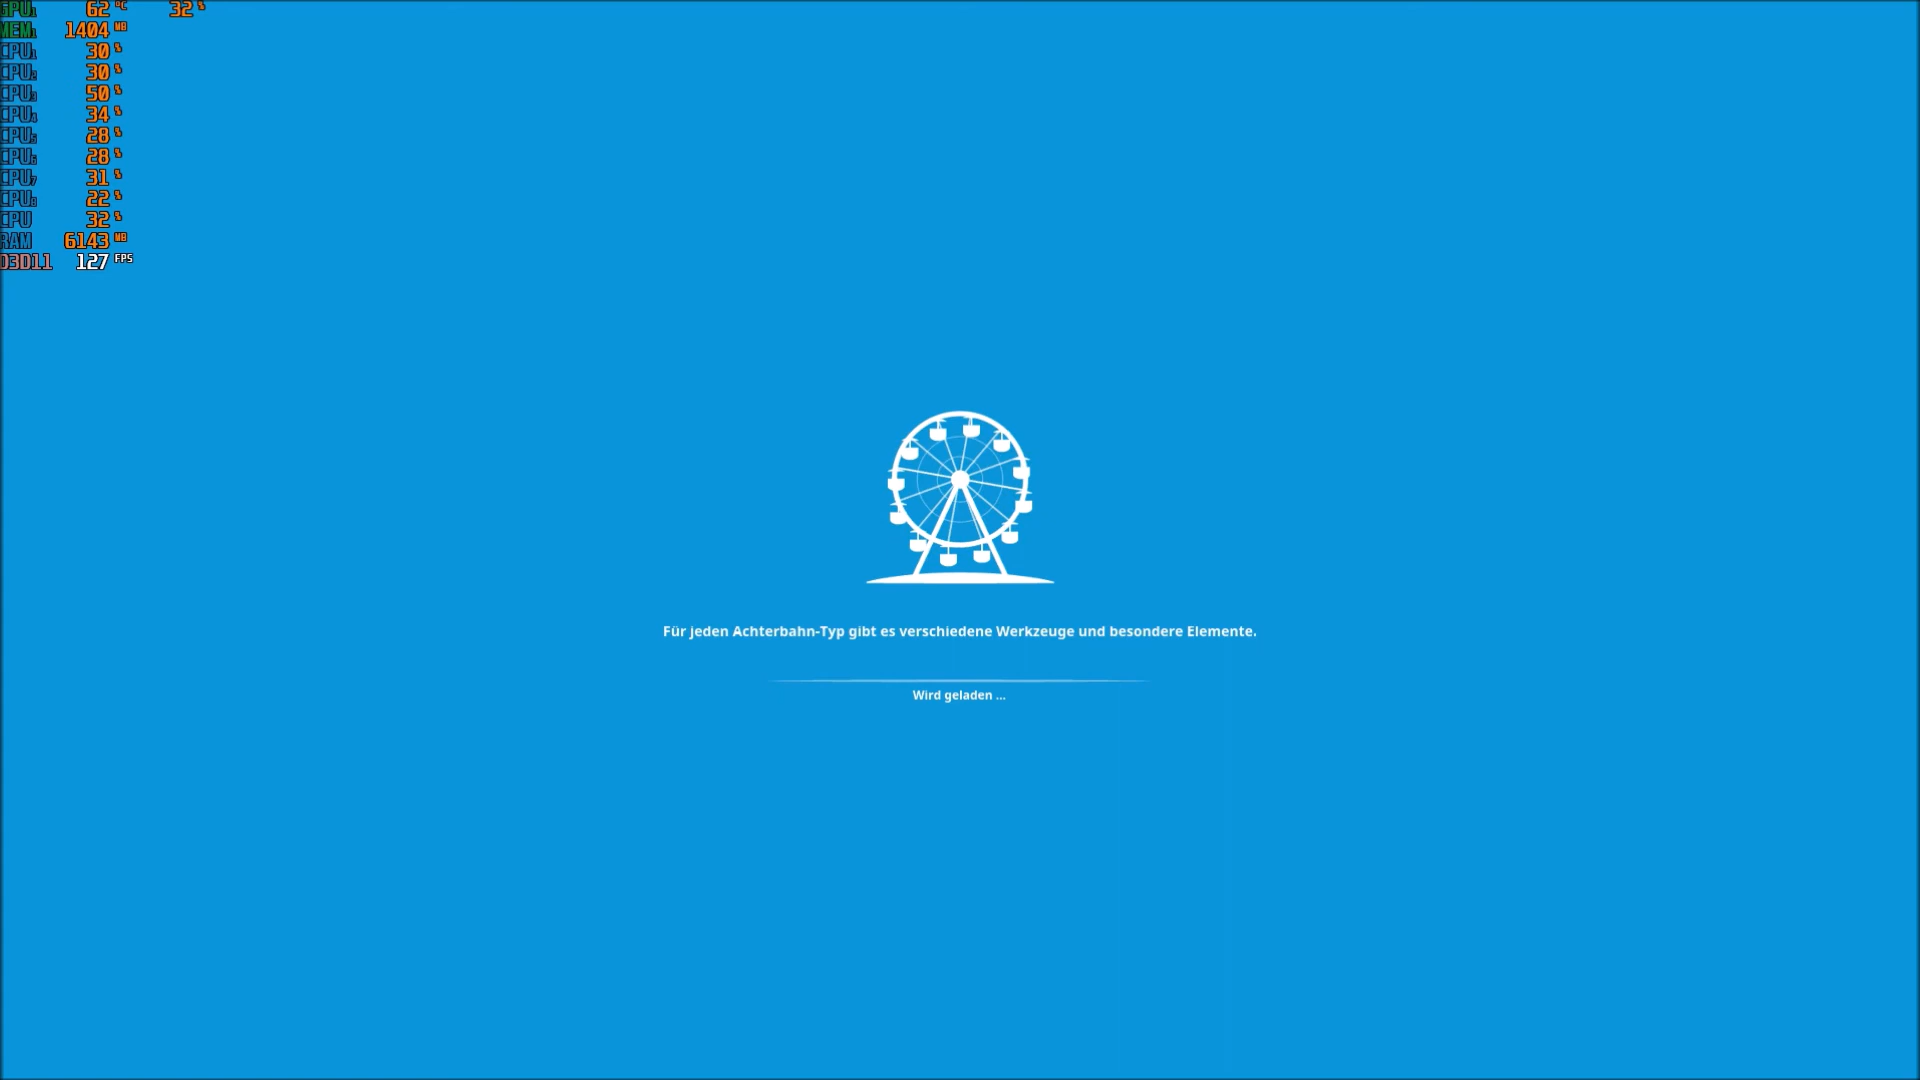 GPU1 62 °C 32 %
MEM1 1404 MB
CPU1 30 %
CPU2 30 %
CPU3 50 %
CPU4 34 %
CPU5 28 %
CPU6 28 %
CPU7 31 %
CPU8 22 %
CPU 32 %
RAM 6143 MB
D3D11 127 FPS
Für jeden Achterbahn-Typ gibt es verschiedene Werkzeuge und besondere Elemente.
Wird geladen ...